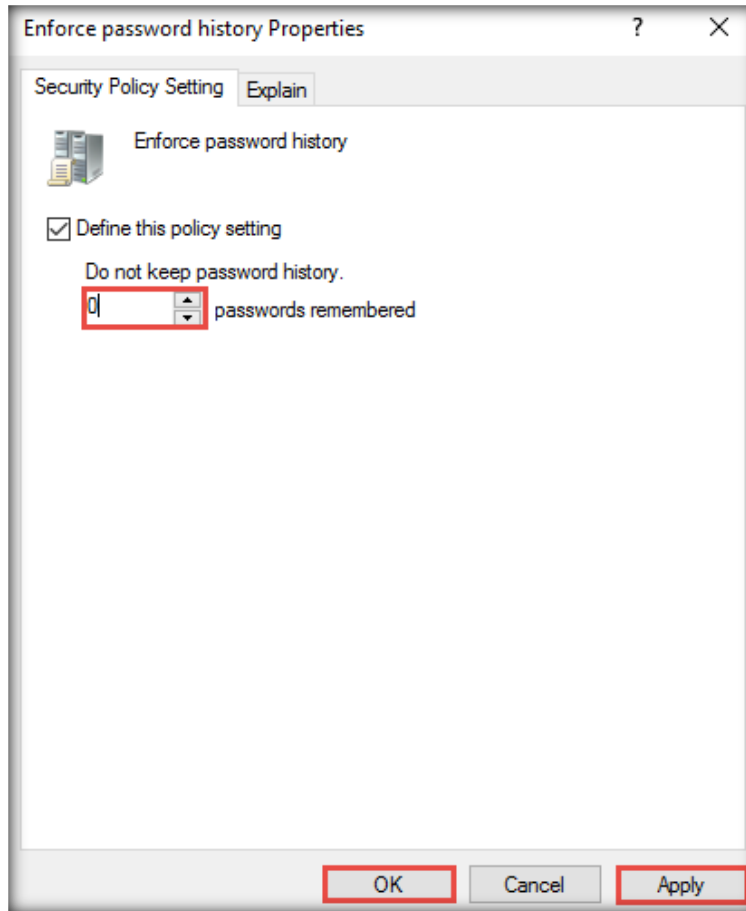 Enforce password history Properties ?
Security Policy Setting Explain
Enforce password history
Define this policy setting
Do not keep password history.
0 passwords remembered
OK Cancel Apply